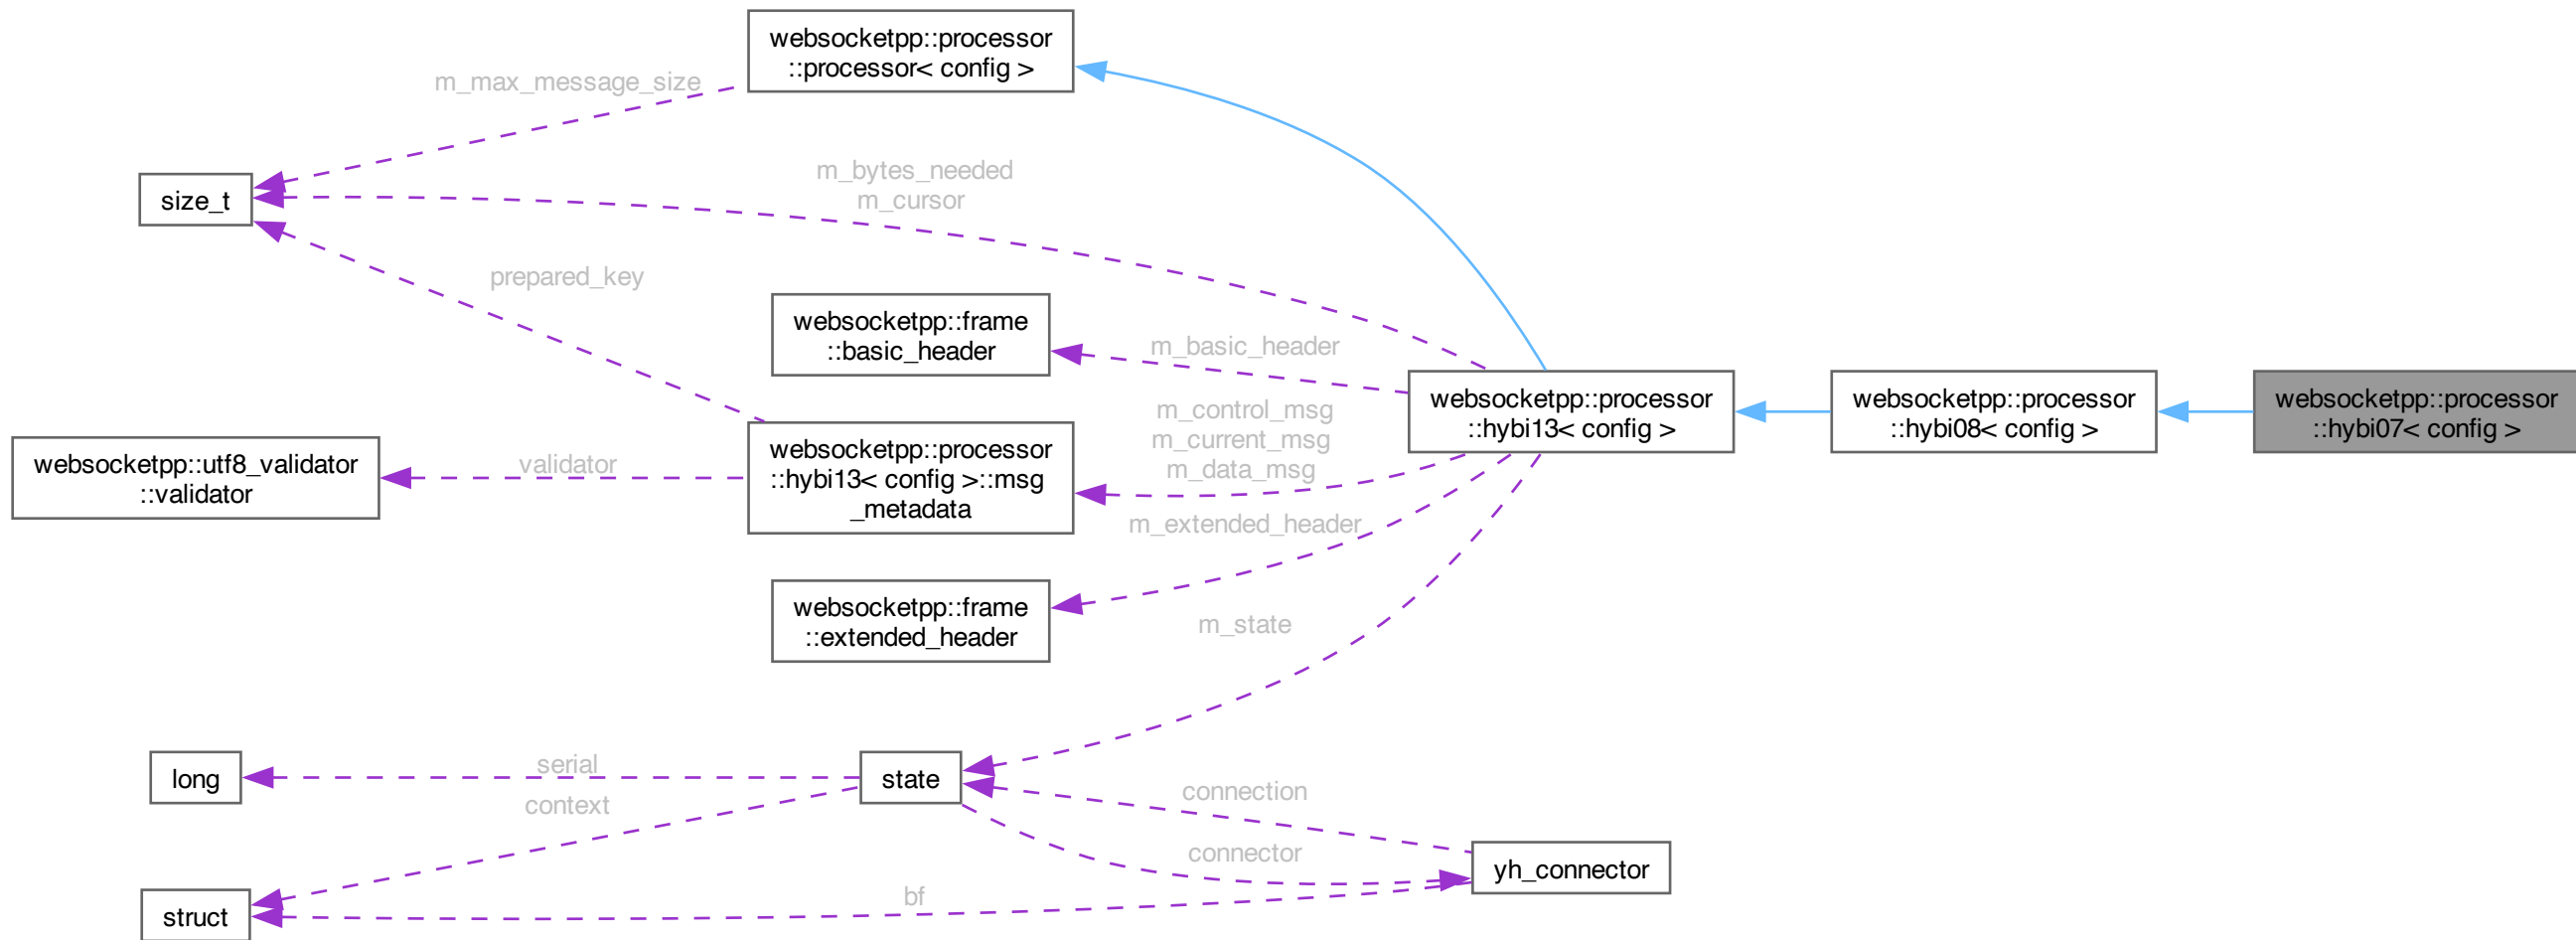 websocketpp::processor
::processor< config >
m_max_message_size
m_bytes_needed
m_cursor
size_t
prepared_key
websocketpp::frame
::basic_header
m_basic_header
websocketpp::processor
::hybi13< config >
websocketpp::processor
::hybi08< config >
websocketpp::processor
::hybi07< config >
m_control_msg
m_current_msg
m_data_msg
websocketpp::utf8_validator
::validator
validator
websocketpp::processor
::hybi13< config >::msg
_metadata
m_extended_header
websocketpp::frame
::extended_header
m_state
long
serial
state
context
connection
connector
yh_connector
struct
bf